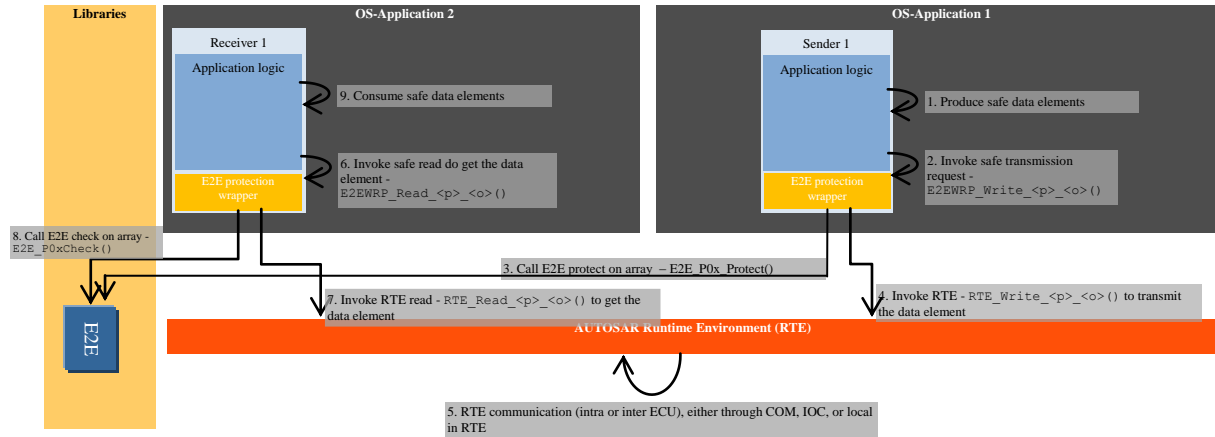 Libraries
OS-Application 2
OS-Application 1
Receiver 1
Application logic
9. Consume safe data elements
6. Invoke safe read do get the data
element -
E2EWRP_Read_<p>_<o>()
E2E protection
wrapper
Sender 1
Application logic
1. Produce safe data elements
2. Invoke safe transmission
request -
E2EWRP_Write_<p>_<o>()
E2E protection
wrapper
8. Call E2E check on array -
E2E_P0xCheck()
3. Call E2E protect on array – E2E_P0x_Protect()
7. Invoke RTE read - RTE_Read_<p>_<o>() to get the
data element
4. Invoke RTE - RTE_Write_<p>_<o>() to transmit
the data element
E2E
AUTOSAR Runtime Environment (RTE)
5. RTE communication (intra or inter ECU), either through COM, IOC, or local
in RTE